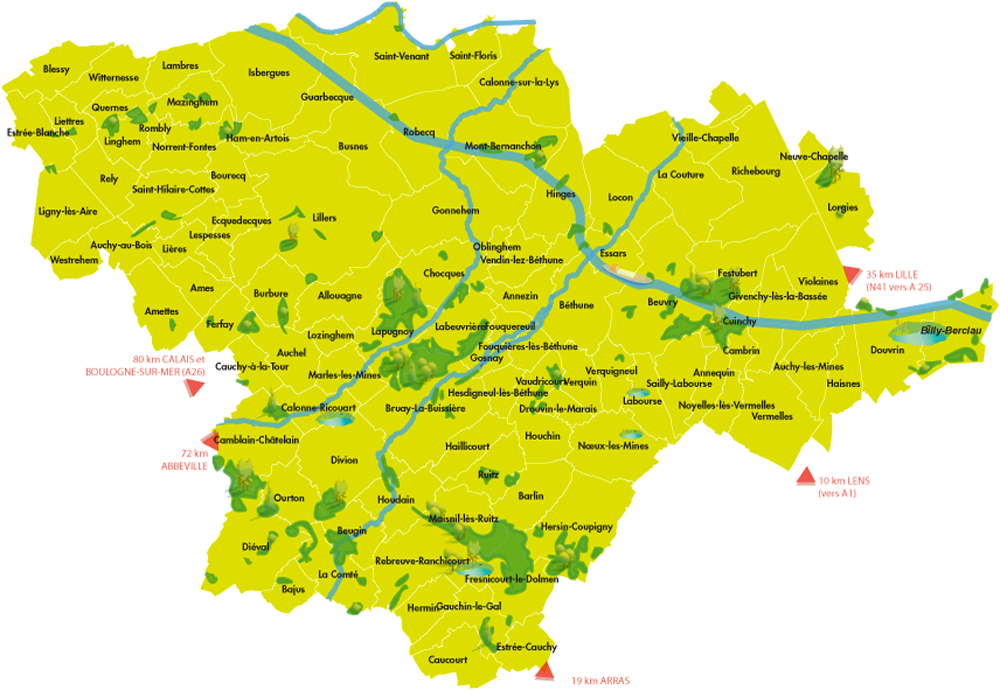 Saint-Venant
Saint-Floris
Blessy
Witternesse
Lambres
Isbergues
Calonne-sur-la-Lys
Guarbecque
Quernes
Mazinghem
Liettres
Estrée-Blanche
Rombly
Linghem
Ham-en-Artois
Norrent-Fontes
Robecq
Busnes
Mont-Bernanchon
Vieille-Chapelle
Neuve-Chapelle
La Couture
Richebourg
Rely
Bourecq
Saint-Hilaire-Cottes
Hinges
Locon
Ligny-lès-Aire
Ecquedecques
Lillers
Gonnehem
Lorgies
Lespesses
Auchy-au-Bois
Lières
Oblinghem
Vendin-lez-Béthune
Essars
Westrehem
Chocques
Festubert
Violaines
35 km LILLE
(N41 vers A 25)
Ames
Burbure
Allouagne
Annezin
Béthune
Beuvry
Givenchy-lès-la-Bassée
Amettes
Ferfay
Lozinghem
Lapugnoy
Labeuvrière
Fouquereuil
Cuinchy
Billy-Berclau
Auchel
Fouquières-lès-Béthune
Gosnay
Cambrin
Douvrin
80 km CALAIS et
BOULOGNE-SUR-MER (A26)
Cauchy-à-la-Tour
Marles-les-Mines
Verquigneul
Annequin
Auchy-les-Mines
Vaudricourt
Verquin
Sailly-Labourse
Haisnes
Hesdigneul-lès-Béthune
Labourse
Calonne-Ricouart
Bruay-La-Buissière
Drouvin-le-Marais
Noyelles-lès-Vermelles
Vermelles
Camblain-Châtelain
72 km
ABBEVILLE
Haillicourt
Houchin
Nœux-les-Mines
Divion
Ruitz
10 km LENS
(vers A1)
Ourton
Houdain
Barlin
Maisnil-lès-Ruitz
Hersin-Coupigny
Beugin
Diéval
Rebreuve-Ranchicourt
La Comté
Fresnicourt-le-Dolmen
Bajus
Hermin
Gauchin-le-Gal
Estrée-Cauchy
Caucourt
19 km ARRAS